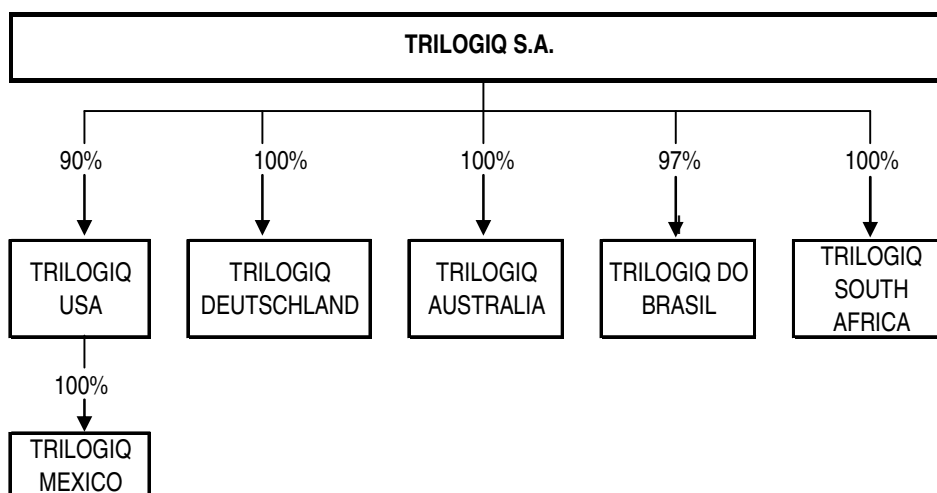 TRILOGIQ S.A.
90%
100%
100%
97%
100%
TRILOGIQ
USA
TRILOGIQ
DEUTSCHLAND
TRILOGIQ
AUSTRALIA
TRILOGIQ DO
BRASIL
TRILOGIQ
SOUTH
AFRICA
100%
TRILOGIQ
MEXICO